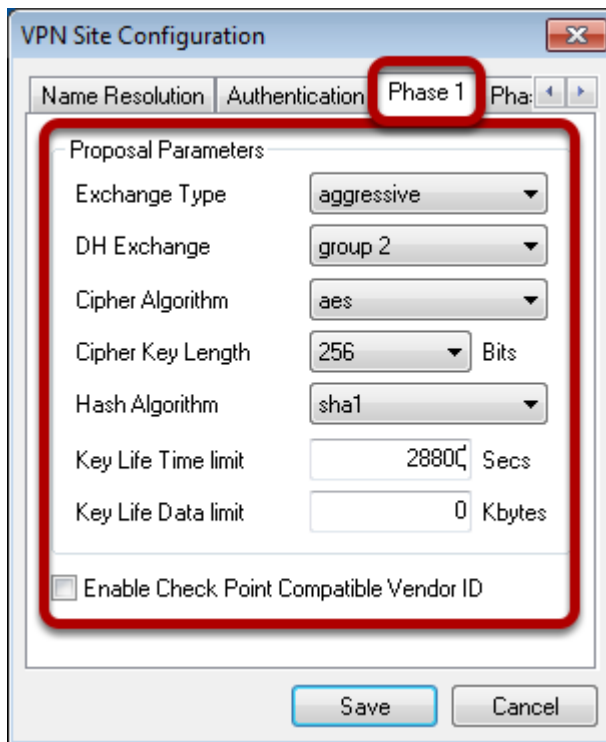 VPN Site Configuration
Name Resolution Authentication Phase 1 Pha
Proposal Parameters
Exchange Type aggressive
DH Exchange group 2
Cipher Algorithm aes
Cipher Key Length 256 Bits
Hash Algorithm sha1
Key Life Time limit 28800 Secs
Key Life Data limit 0 Kbytes
Enable Check Point Compatible Vendor ID
Save Cancel